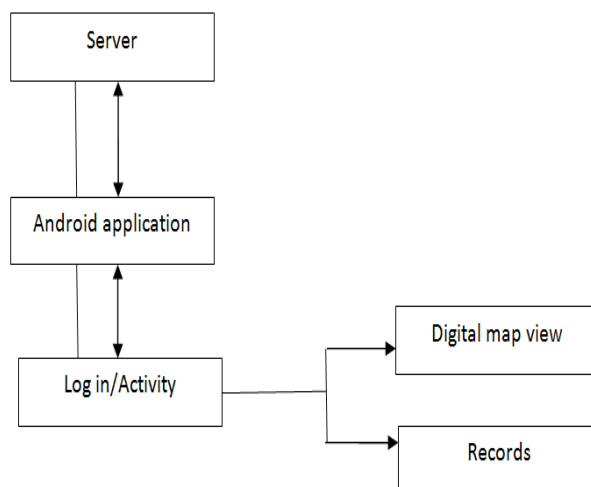 Server
Android application
Log in/Activity
Digital map view
Records